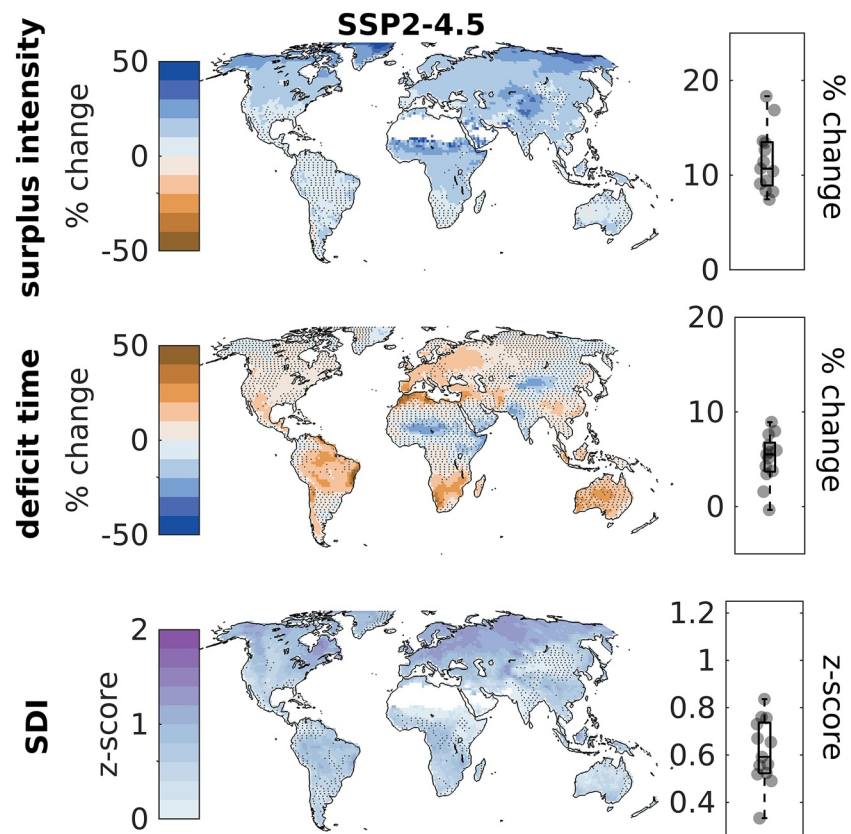 SSP2-4.5
surplus intensity
% change
50
0
-50
20
10
0
% change
deficit time
% change
50
0
-50
20
10
0
% change
SDI
z-score
2
1
0
1.2
1
0.8
0.6
0.4
z-score